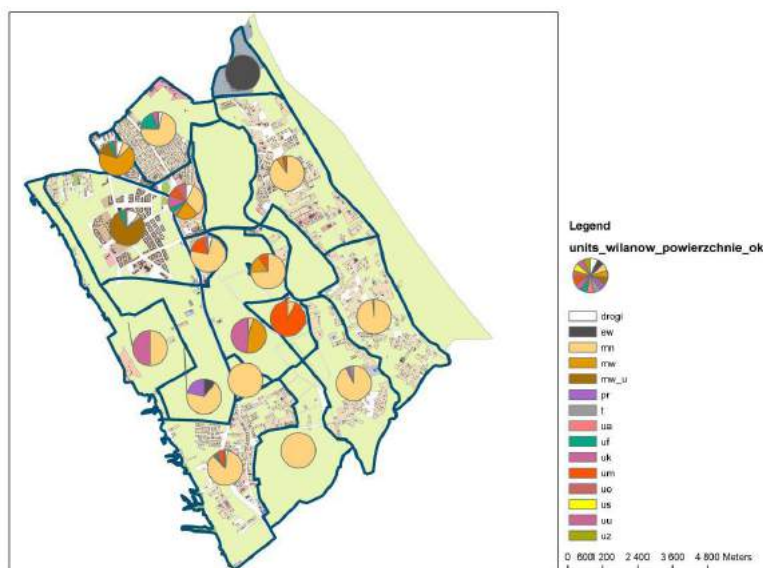 Legend
units_wilanow_powierzchnie_ok
drogi
ew
mn
mw
mw_u
pr
t
ua
uf
uk
um
uo
us
uu
uz
0 600 1 200 2 400 3 600 4 800 Meters